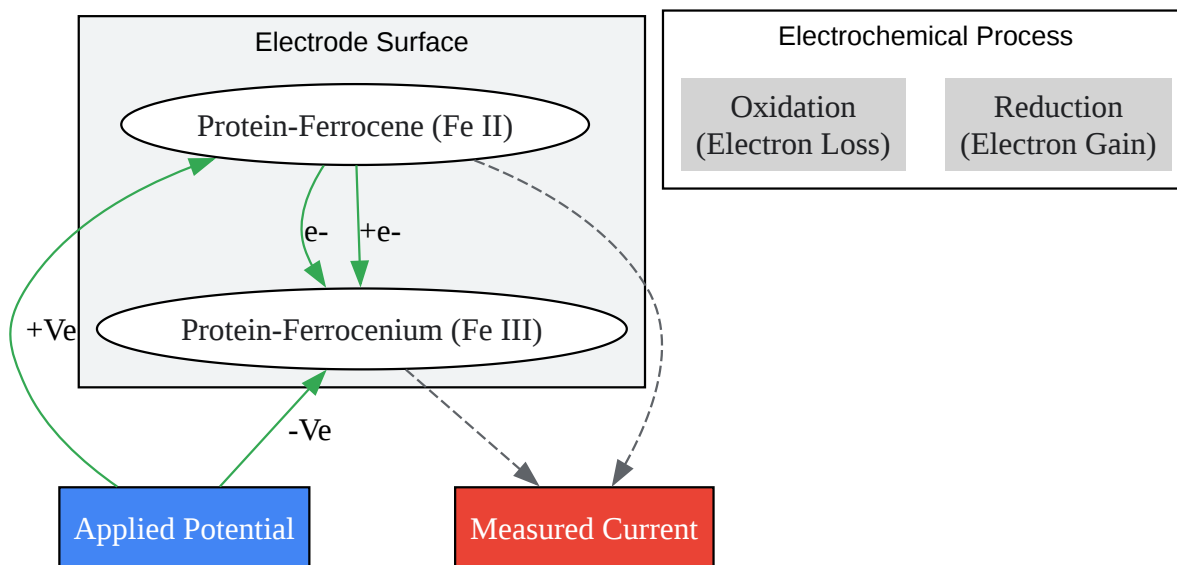 Electrode Surface
Electrochemical Process
Protein-Ferrocene (Fe II)
Oxidation
(Electron Loss)
Reduction
(Electron Gain)
e-
+e-
Protein-Ferrocenium (Fe III)
+Ve
-Ve
Applied Potential
Measured Current